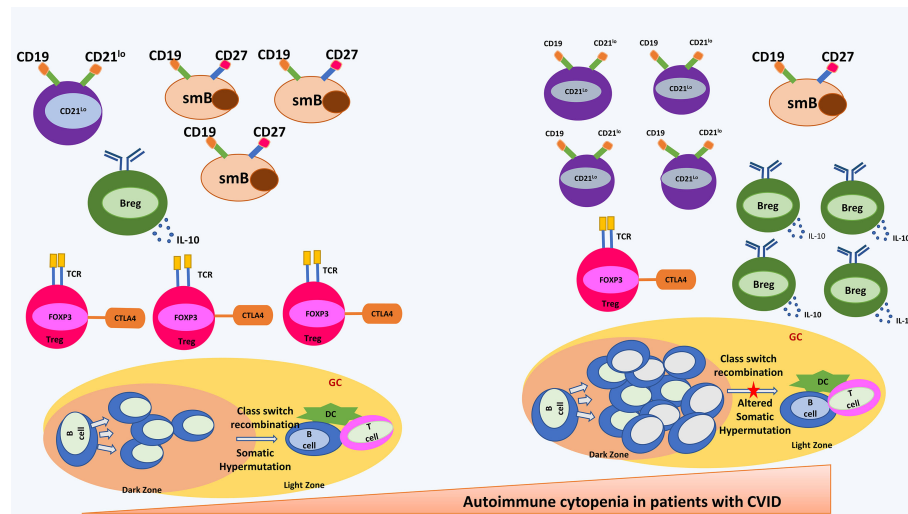 CD19 CD21lo
CD21Lo
CD19 CD27
smB
CD19 CD27
smB
CD19 CD27
smB
Breg
IL-10
TCR
FOXP3
CTLA4
Treg
TCR
FOXP3
CTLA4
Treg
TCR
FOXP3
CTLA4
Treg
GC
B cell
Class switch
recombination
Somatic
Hypermutation
DC
B
cell
T
cell
Dark Zone
Light Zone
CD19 CD21lo
CD21Lo
CD19 CD21lo
CD21Lo
CD19 CD27
smB
CD19 CD21lo
CD21Lo
CD19 CD21lo
CD21Lo
Breg
IL-10
Breg
IL-10
Breg
IL-10
Breg
IL-1
TCR
FOXP3
CTLA4
Treg
GC
B
cell
Class switch
recombination
Altered
Somatic
Hypermutation
DC
B
cell
T
cell
Dark Zone
Light Zone
Autoimmune cytopenia in patients with CVID